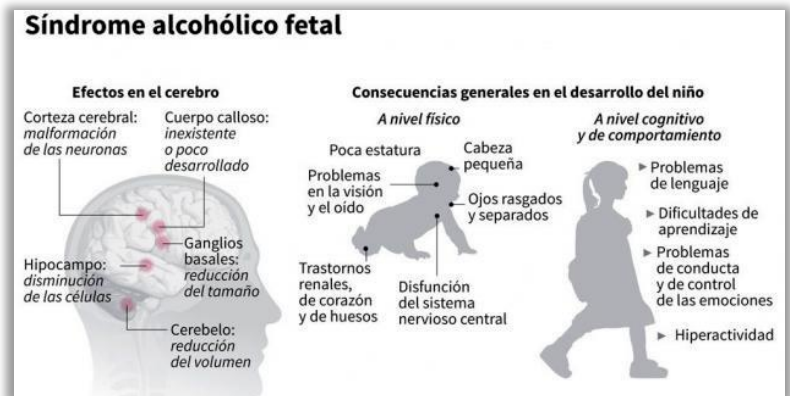 Síndrome alcohólico fetal
Efectos en el cerebro
Corteza cerebral:
malformación
de las neuronas
Cuerpo calloso:
inexistente
o poco
desarrollado
Hipocampo:
disminución
de las células
Ganglios
basales:
reducción
del tamaño
Cerebelo:
reducción
del volumen
Consecuencias generales en el desarrollo del niño
A nivel físico
Poca estatura
Cabeza
pequeña
Problemas
en la visión
y el oído
Ojos rasgados
y separados
Trastornos
renales,
de corazón
y de huesos
Disfunción
del sistema
nervioso central
A nivel cognitivo
y de comportamiento
Problemas
de lenguaje
Dificultades de
aprendizaje
Problemas
de conducta
y de control
de las emociones
Hiperactividad